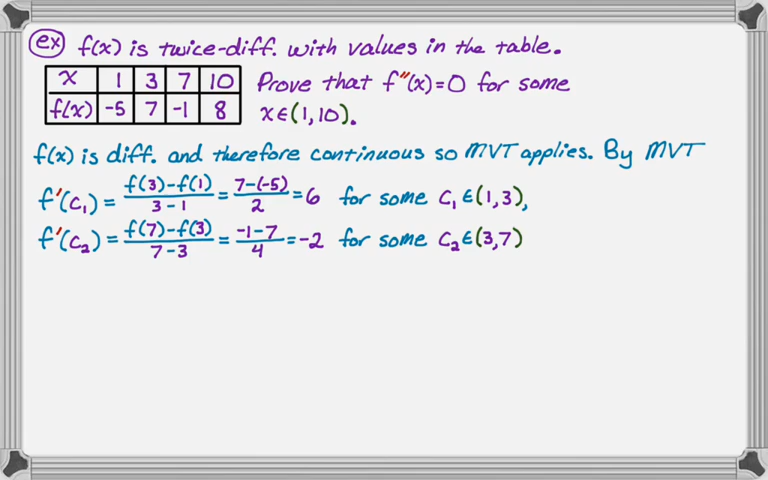 ex f(x) is twice-diff. with values in the table.
x 1 3 7 10
f(x) -5 7 -1 8
Prove that f''(x)=0 for some
x∈(1,10).
f(x) is diff. and therefore continuous so MVT applies. By MVT
f'(c₁) = f(3)-f(1)/3-1 = 7-(-5)/2 = 6 for some c₁∈(1,3),
f'(c₂) = f(7)-f(3)/7-3 = -1-7/4 = -2 for some c₂∈(3,7)